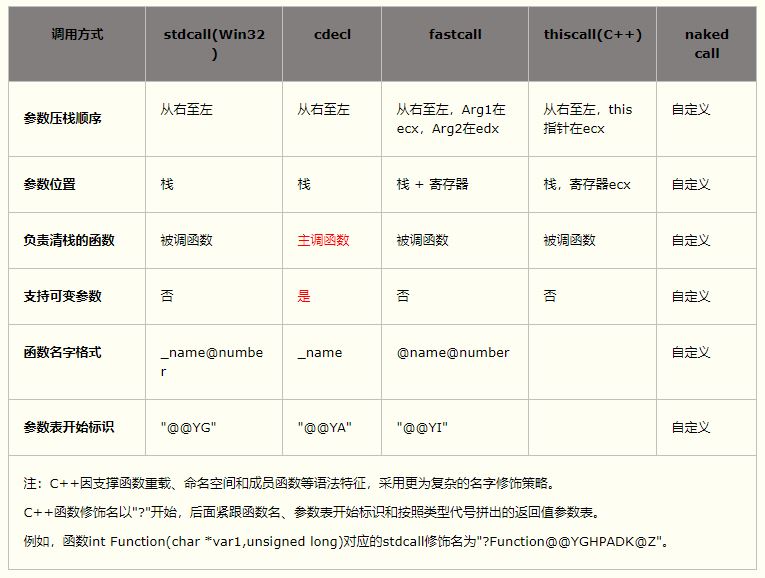 调用方式 stdcall(Win32 cdecl fastcall thiscall(C++) naked
) call
参数压栈顺序 从右至左 从右至左 从右至左，Arg1在 从右至左，this 自定义
ecx，Arg2在edx 指针在ecx
参数位置 栈 栈 栈 + 寄存器 栈，寄存器ecx 自定义
负责清栈的函数 被调函数 主调函数 被调函数 被调函数 自定义
支持可变参数 否 是 否 否 自定义
函数名字格式 _name@numbe _name @name@number 自定义
r
参数表开始标识 "@@YG" "@@YA" "@@YI" 自定义
注：C++因支撑函数重载、命名空间和成员函数等语法特征，采用更为复杂的名字修饰策略。
C++函数修饰名以"?"开始，后面紧跟函数名、参数表开始标识和按照类型代号拼出的返回值参数表。
例如，函数int Function(char *var1,unsigned long)对应的stdcall修饰名为"?Function@@YGHPADK@Z"。